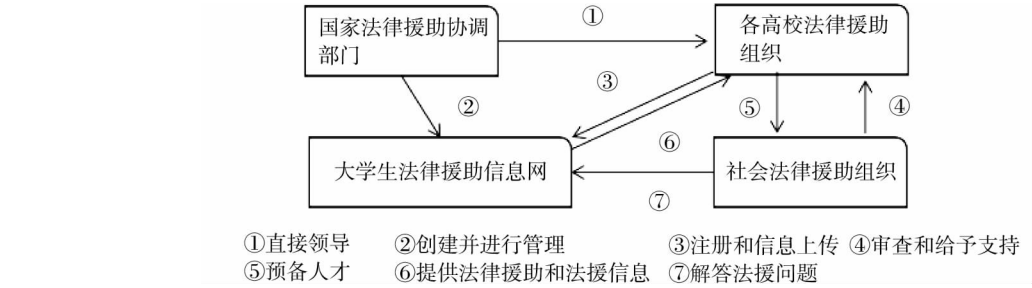 国家法律援助协调
部门
①
各高校法律援助
组织
③
②
⑤
④
⑥
大学生法律援助信息网
社会法律援助组织
⑦
①直接领导 ②创建并进行管理 ③注册和信息上传 ④审查和给予支持
⑤预备人才 ⑥提供法律援助和法援信息 ⑦解答法援问题